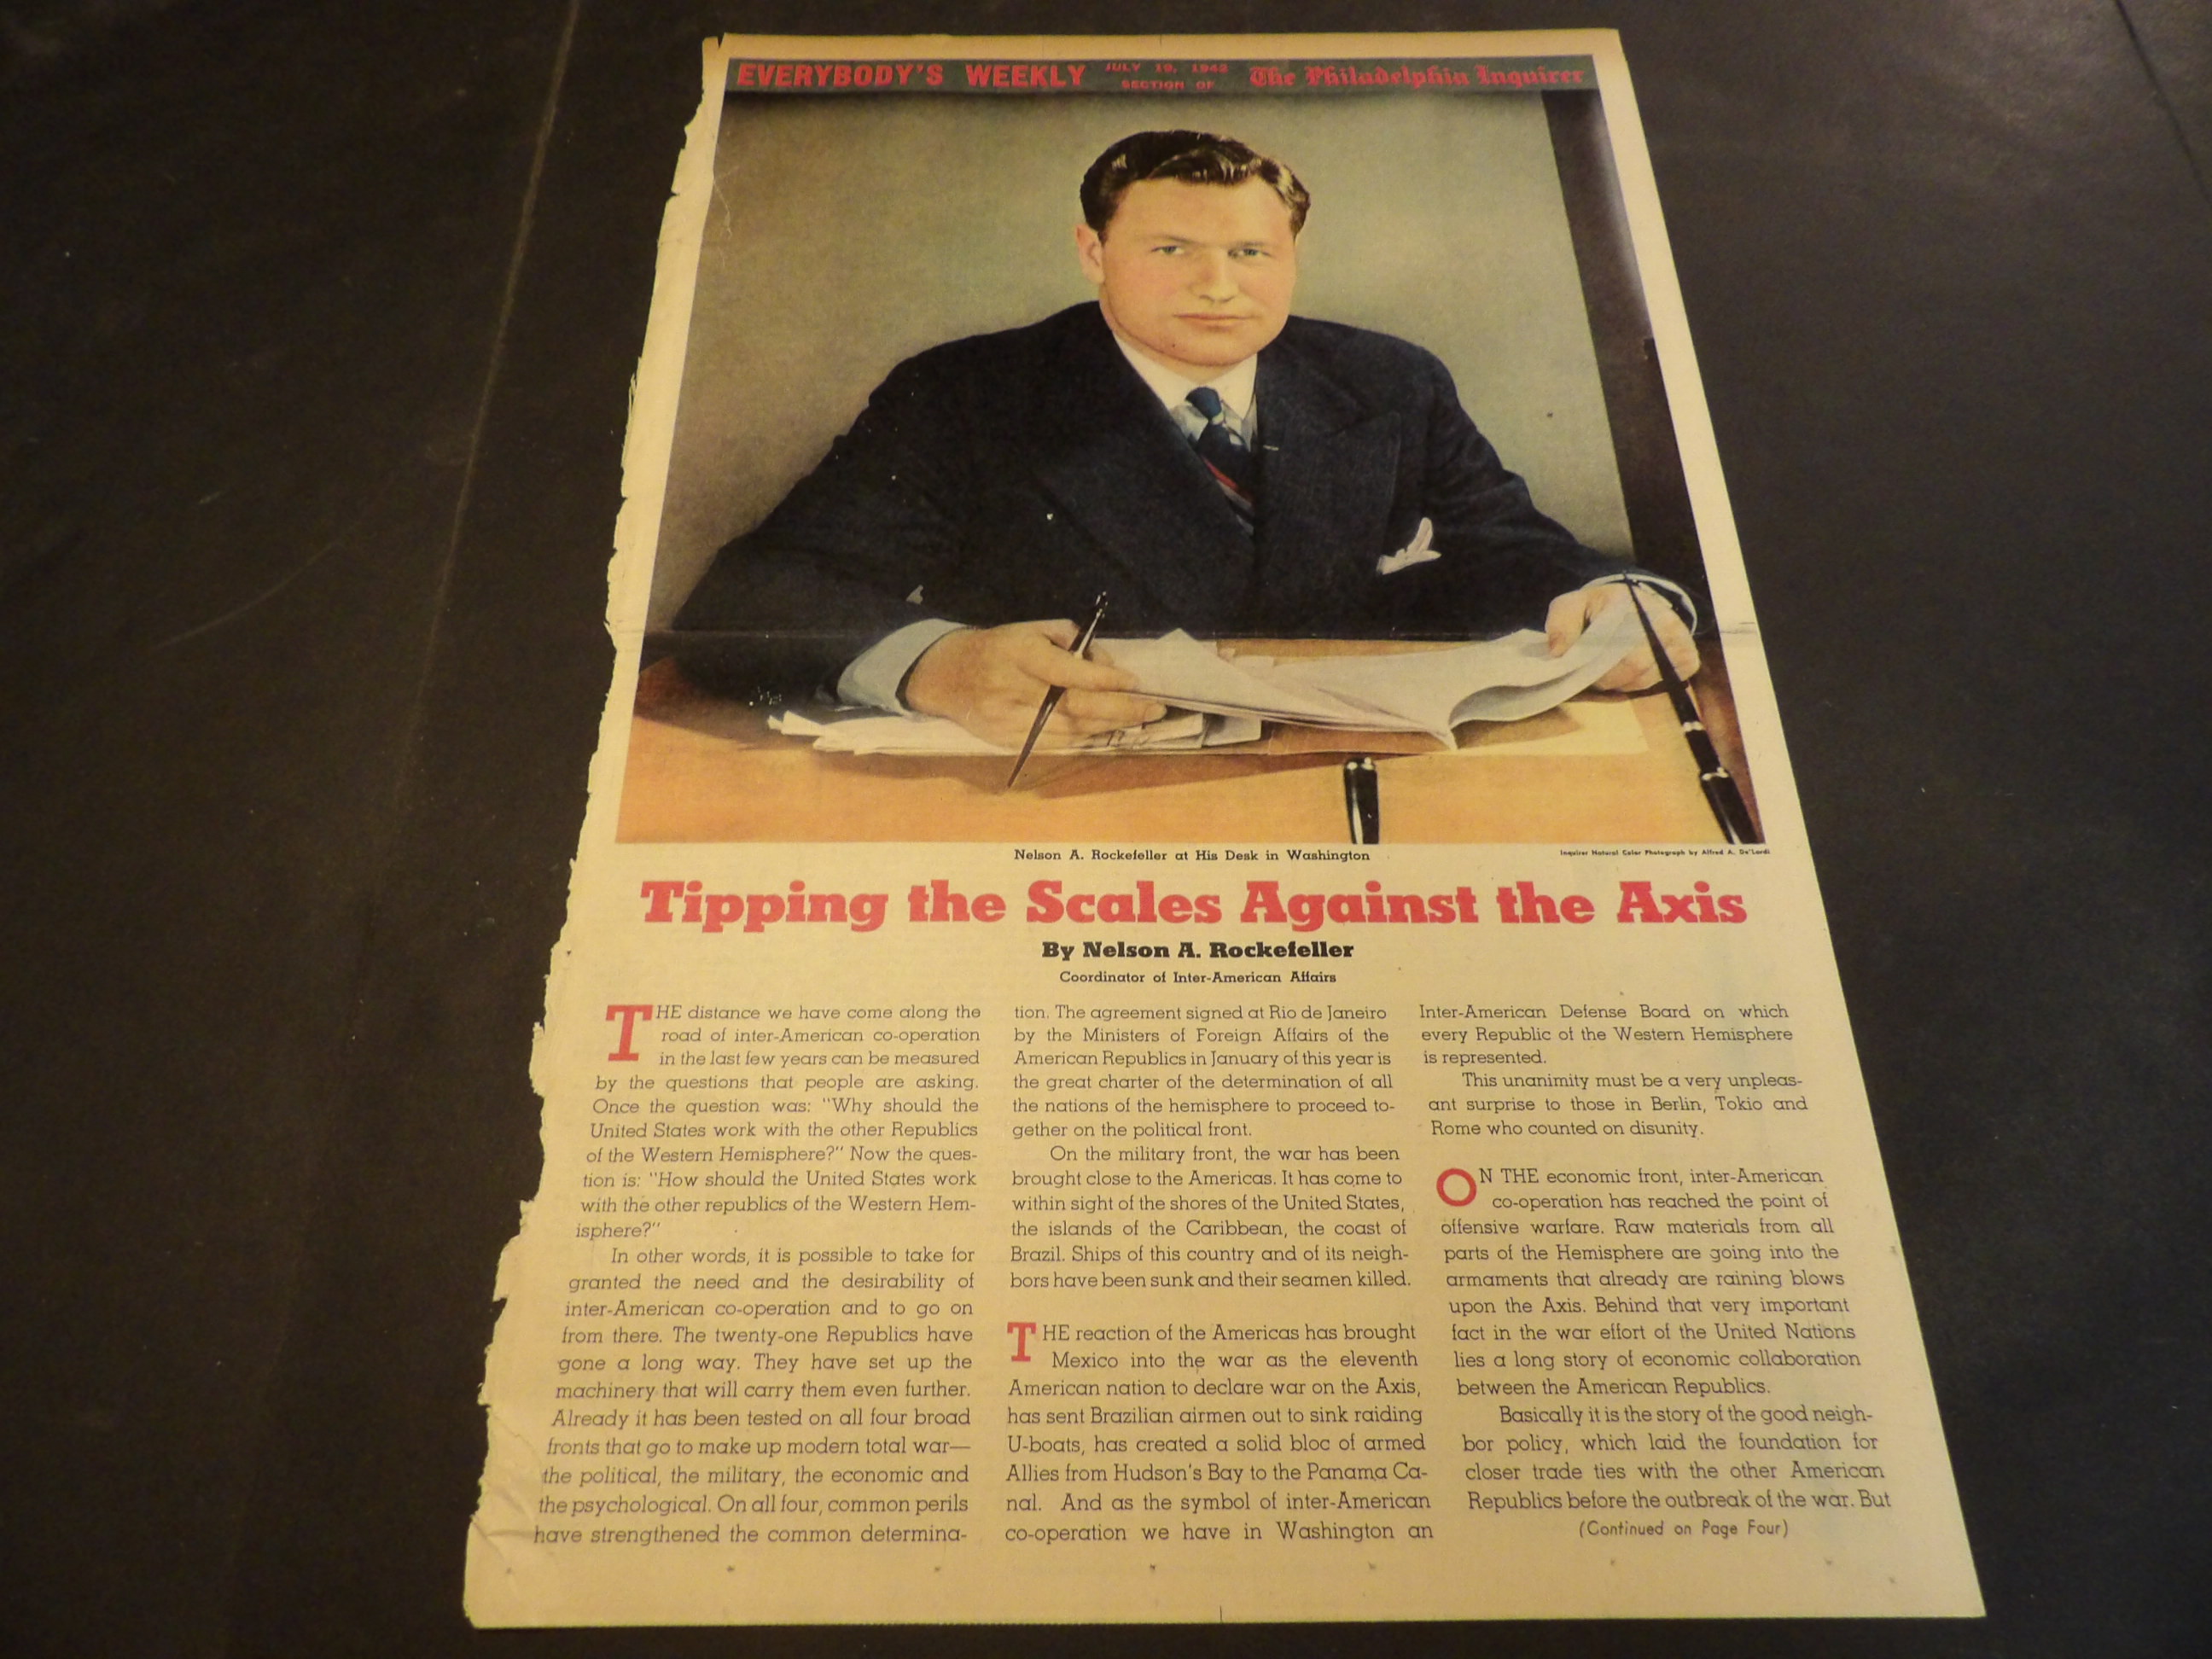 EVERYBODY'S WEEKLY
JULY 19, 1942
SECTION OF
The Philadelphia Inquirer
Nelson A. Rockefeller at His Desk in Washington
Inquirer Natural Color Photograph by Alfred A. De'Lardi
Tipping the Scales Against the Axis
By Nelson A. Rockefeller
Coordinator of Inter-American Affairs
THE distance we have come along the
road of inter-American co-operation
in the last few years can be measured
by the questions that people are asking.
Once the question was: "Why should the
United States work with the other Republics
of the Western Hemisphere?" Now the ques-
tion is: "How should the United States work
with the other republics of the Western Hem-
isphere?"
In other words, it is possible to take for
granted the need and the desirability of
inter-American co-operation and to go on
from there. The twenty-one Republics have
gone a long way. They have set up the
machinery that will carry them even further.
Already it has been tested on all four broad
fronts that go to make up modern total war—
the political, the military, the economic and
the psychological. On all four, common perils
have strengthened the common determina-
tion. The agreement signed at Rio de Janeiro
by the Ministers of Foreign Affairs of the
American Republics in January of this year is
the great charter of the determination of all
the nations of the hemisphere to proceed to-
gether on the political front.
On the military front, the war has been
brought close to the Americas. It has come to
within sight of the shores of the United States,
the islands of the Caribbean, the coast of
Brazil. Ships of this country and of its neigh-
bors have been sunk and their seamen killed.
THE reaction of the Americas has brought
Mexico into the war as the eleventh
American nation to declare war on the Axis,
has sent Brazilian airmen out to sink raiding
U-boats, has created a solid bloc of armed
Allies from Hudson's Bay to the Panama Ca-
nal. And as the symbol of inter-American
co-operation we have in Washington an
Inter-American Defense Board on which
every Republic of the Western Hemisphere
is represented.
This unanimity must be a very unpleas-
ant surprise to those in Berlin, Tokio and
Rome who counted on disunity.
ON THE economic front, inter-American
co-operation has reached the point of
offensive warfare. Raw materials from all
parts of the Hemisphere are going into the
armaments that already are raining blows
upon the Axis. Behind that very important
fact in the war effort of the United Nations
lies a long story of economic collaboration
between the American Republics.
Basically it is the story of the good neigh-
bor policy, which laid the foundation for
closer trade ties with the other American
Republics before the outbreak of the war. But
(Continued on Page Four)